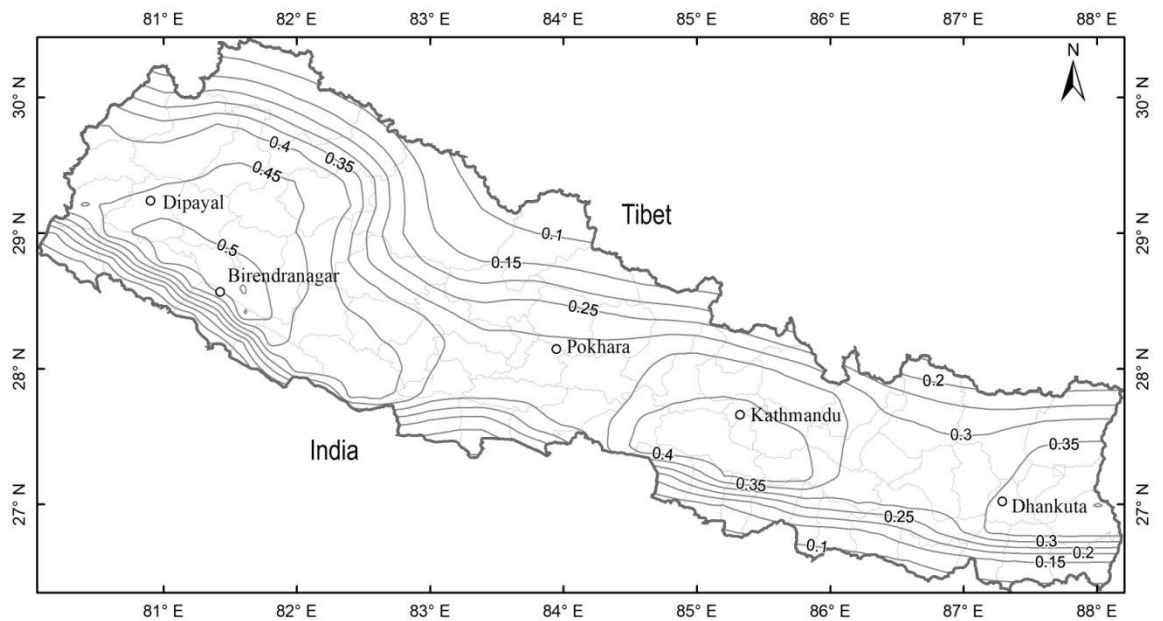 81° E 82° E 83° E 84° E 85° E 86° E 87° E 88° E
N
30° N 30° N
0.4
0.35
0.45
Dipayal
Tibet
0.1
29° N 29° N
0.5
0.15
Birendranagar
0.25
Pokhara
28° N 28° N
0.2
Kathmandu
0.3
India
0.35
0.4
0.35
27° N 27° N
Dhankuta
0.25
0.3
0.1
0.2
0.15
81° E 82° E 83° E 84° E 85° E 86° E 87° E 88° E